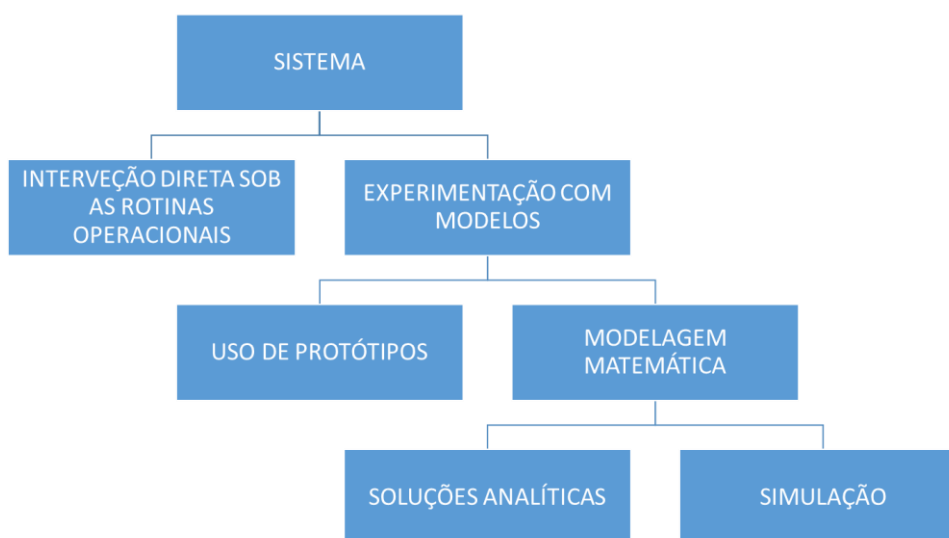 SISTEMA
INTERVEÇÃO DIRETA SOB
AS ROTINAS
OPERACIONAIS
EXPERIMENTAÇÃO COM
MODELOS
USO DE PROTÓTIPOS
MODELAGEM
MATEMÁTICA
SOLUÇÕES ANALÍTICAS
SIMULAÇÃO